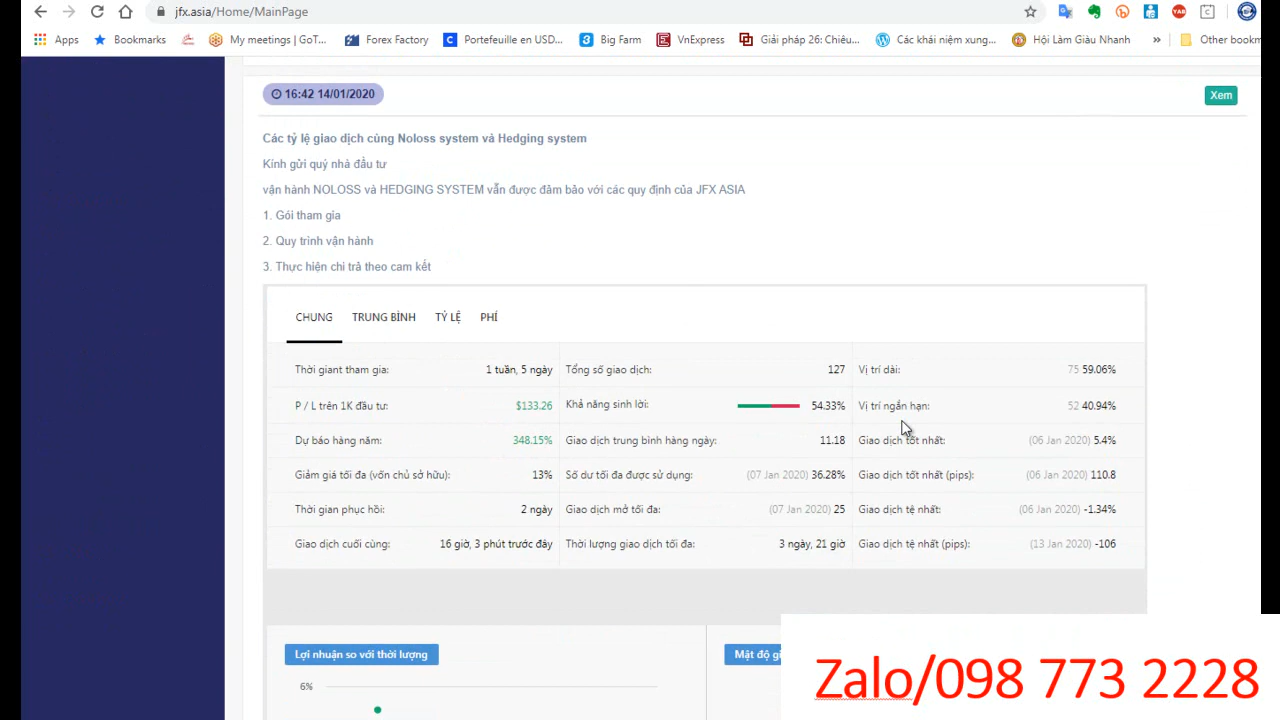 jfx.asia/Home/MainPage
Apps Bookmarks My meetings | GoT... Forex Factory Portefeuille en USD... Big Farm VnExpress Giải pháp 26: Chiêu... Các khái niệm xung... Hội Làm Giàu Nhanh » Other bookm
16:42 14/01/2020 Xem
Các tỷ lệ giao dịch cùng Noloss system và Hedging system
Kính gửi quý nhà đầu tư
vận hành NOLOSS và HEDGING SYSTEM vẫn được đảm bảo với các quy định của JFX ASIA
1. Gói tham gia
2. Quy trình vận hành
3. Thực hiện chi trả theo cam kết
CHUNG TRUNG BÌNH TỶ LỆ PHÍ
Thời giant tham gia: 1 tuần, 5 ngày Tổng số giao dịch: 127 Vị trí dài: 75 59.06%
P / L trên 1K đầu tư: $133.26 Khả năng sinh lời: 54.33% Vị trí ngắn hạn: 52 40.94%
Dự báo hàng năm: 348.15% Giao dịch trung bình hàng ngày: 11.18 Giao dịch tốt nhất: (06 Jan 2020) 5.4%
Giảm giá tối đa (vốn chủ sở hữu): 13% Số dư tối đa được sử dụng: (07 Jan 2020) 36.28% Giao dịch tốt nhất (pips): (06 Jan 2020) 110.8
Thời gian phục hồi: 2 ngày Giao dịch mở tối đa: (07 Jan 2020) 25 Giao dịch tệ nhất: (06 Jan 2020) -1.34%
Giao dịch cuối cùng: 16 giờ, 3 phút trước đây Thời lượng giao dịch tối đa: 3 ngày, 21 giờ Giao dịch tệ nhất (pips): (13 Jan 2020) -106
Lợi nhuận so với thời lượng Mật độ gi
6%
Zalo/098 773 2228